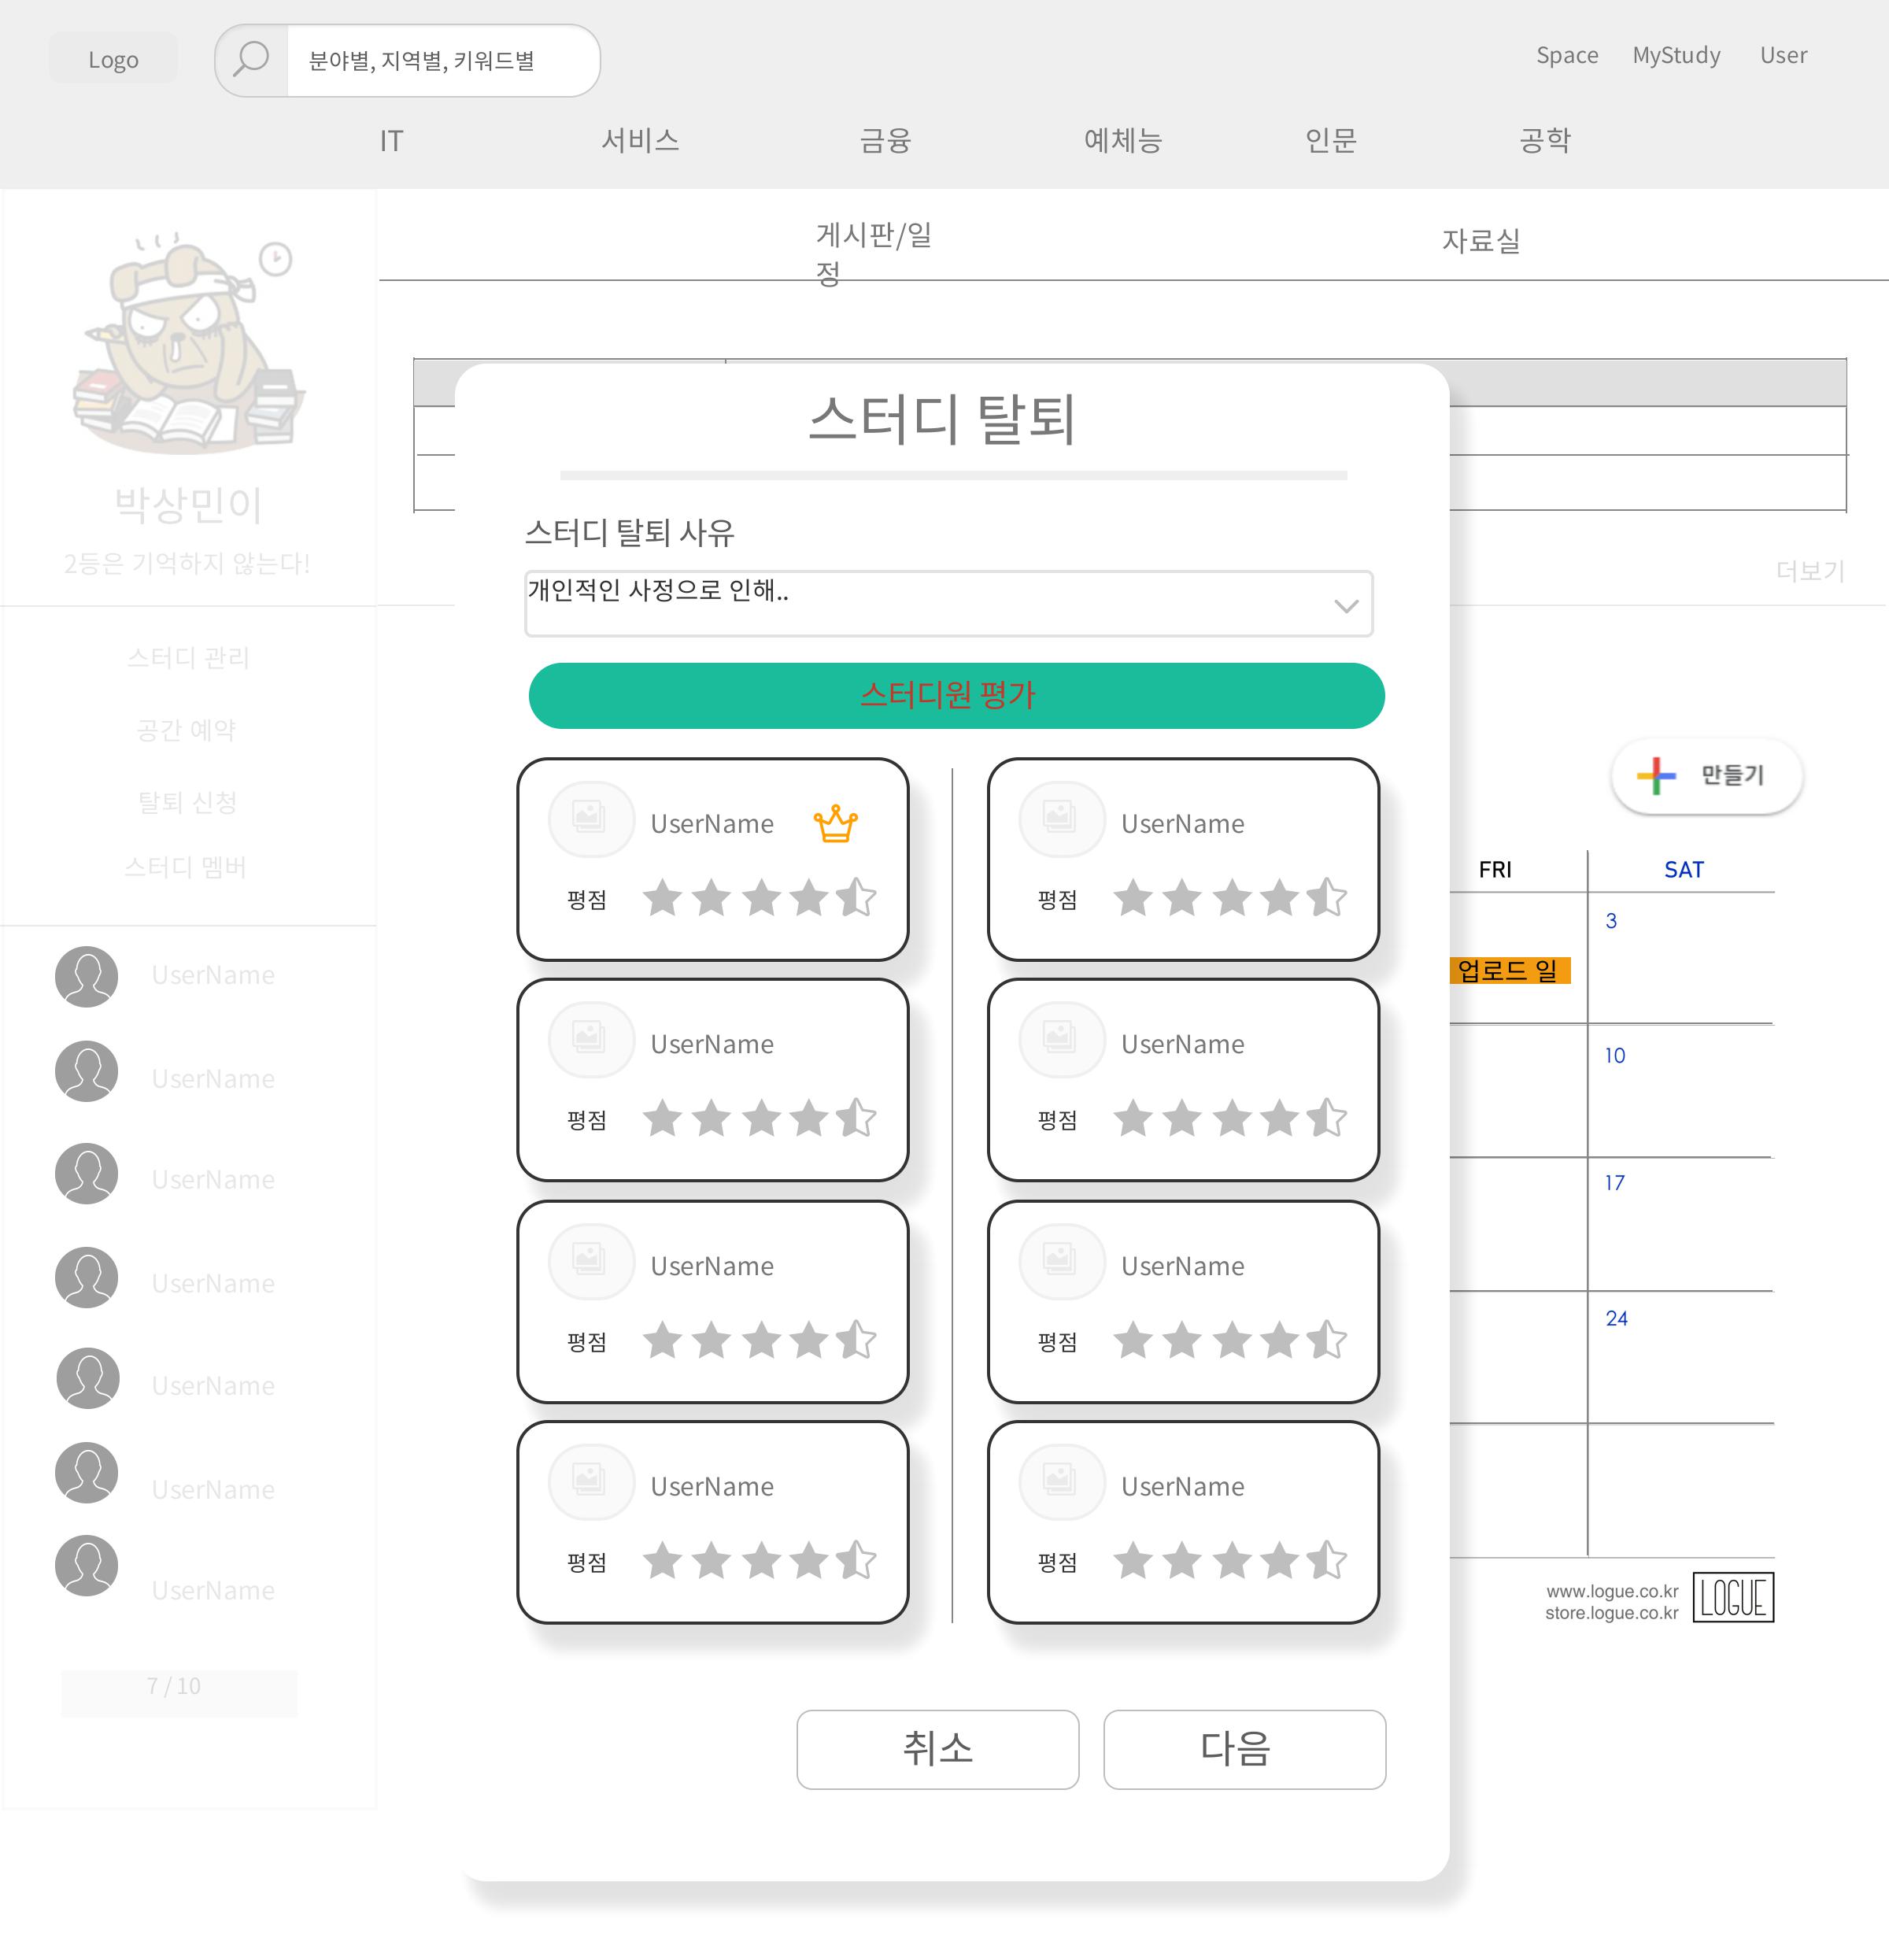 Logo
분야별, 지역별, 키워드별
Space
MyStudy
User
IT
서비스
금융
예체능
인문
공학
게시판/일
정
자료실
박상민이
2등은 기억하지 않는다!
스터디 관리
공간 예약
탈퇴 신청
스터디 멤버
UserName
UserName
UserName
UserName
UserName
UserName
UserName
7 / 10
스터디 탈퇴
스터디 탈퇴 사유
개인적인 사정으로 인해..
스터디원 평가
UserName
평점
UserName
평점
UserName
평점
UserName
평점
UserName
평점
UserName
평점
UserName
평점
UserName
평점
취소
다음
더보기
만들기
FRI
SAT
3
업로드 일
10
17
24
www.logue.co.kr
store.logue.co.kr
LOGUE